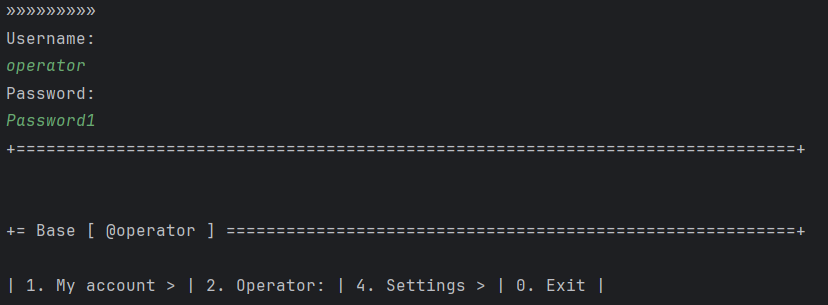 »»»»»»»»»
Username:
operator
Password:
Password1
+==============================================================================+
+= Base [ @operator ] =========================================================+
| 1. My account > | 2. Operator: | 4. Settings > | 0. Exit |